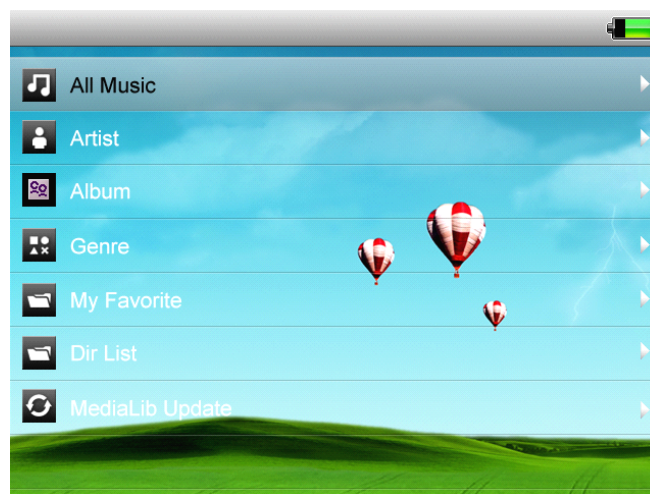 All Music
Artist
Album
Genre
My Favorite
Dir List
MediaLib Update